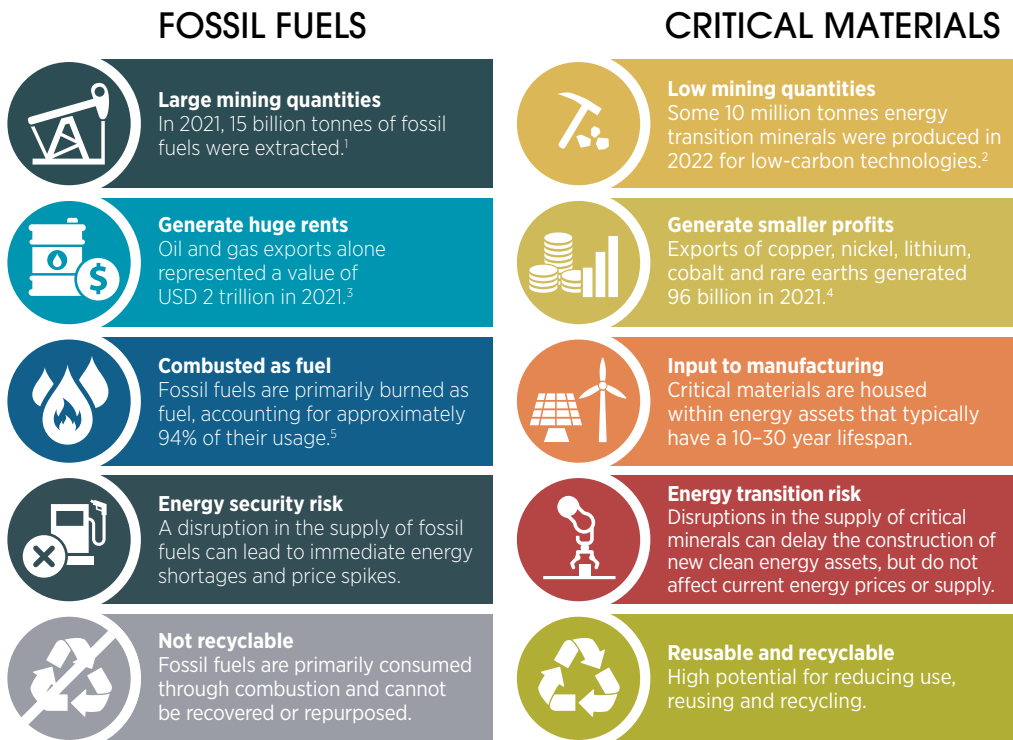 FOSSIL FUELS
Large mining quantities
In 2021, 15 billion tonnes of fossil
fuels were extracted.¹
Generate huge rents
Oil and gas exports alone
represented a value of
USD 2 trillion in 2021.³
Combusted as fuel
Fossil fuels are primarily burned as
fuel, accounting for approximately
94% of their usage.⁵
Energy security risk
A disruption in the supply of fossil
fuels can lead to immediate energy
shortages and price spikes.
Not recyclable
Fossil fuels are primarily consumed
through combustion and cannot
be recovered or repurposed.
CRITICAL MATERIALS
Low mining quantities
Some 10 million tonnes energy
transition minerals were produced in
2022 for low-carbon technologies.²
Generate smaller profits
Exports of copper, nickel, lithium,
cobalt and rare earths generated
96 billion in 2021.⁴
Input to manufacturing
Critical materials are housed
within energy assets that typically
have a 10–30 year lifespan.
Energy transition risk
Disruptions in the supply of critical
minerals can delay the construction of
new clean energy assets, but do not
affect current energy prices or supply.
Reusable and recyclable
High potential for reducing use,
reusing and recycling.
$